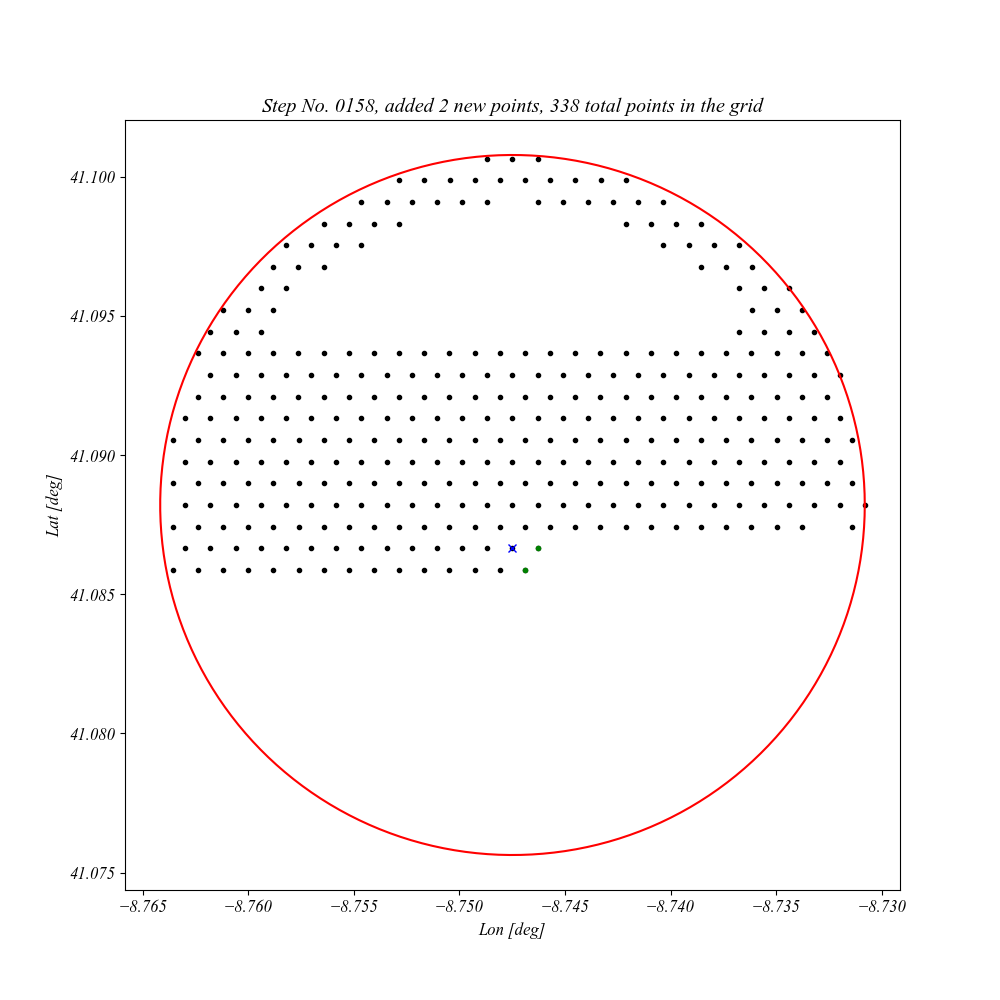 Step No. 0158, added 2 new points, 338 total points in the grid
41.100
41.095
41.090
41.085
41.080
41.075
Lat [deg]
−8.765 −8.760 −8.755 −8.750 −8.745 −8.740 −8.735 −8.730
Lon [deg]